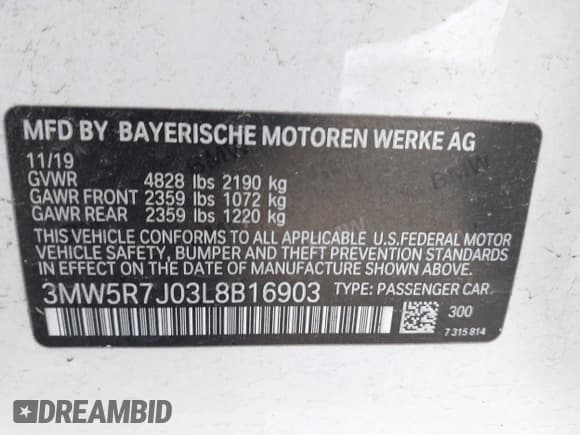 MFD BY BAYERISCHE MOTOREN WERKE AG
11/19
GVWR 4828 lbs 2190 kg
GAWR FRONT 2359 lbs 1072 kg
GAWR REAR 2359 lbs 1220 kg
THIS VEHICLE CONFORMS TO ALL APPLICABLE U.S.FEDERAL MOTOR
VEHICLE SAFETY, BUMPER AND THEFT PREVENTION STANDARDS
IN EFFECT ON THE DATE OF MANUFACTURE SHOWN ABOVE.
3MW5R7J03L8B16903 TYPE: PASSENGER CAR
300
7 315 814
DREAMBID